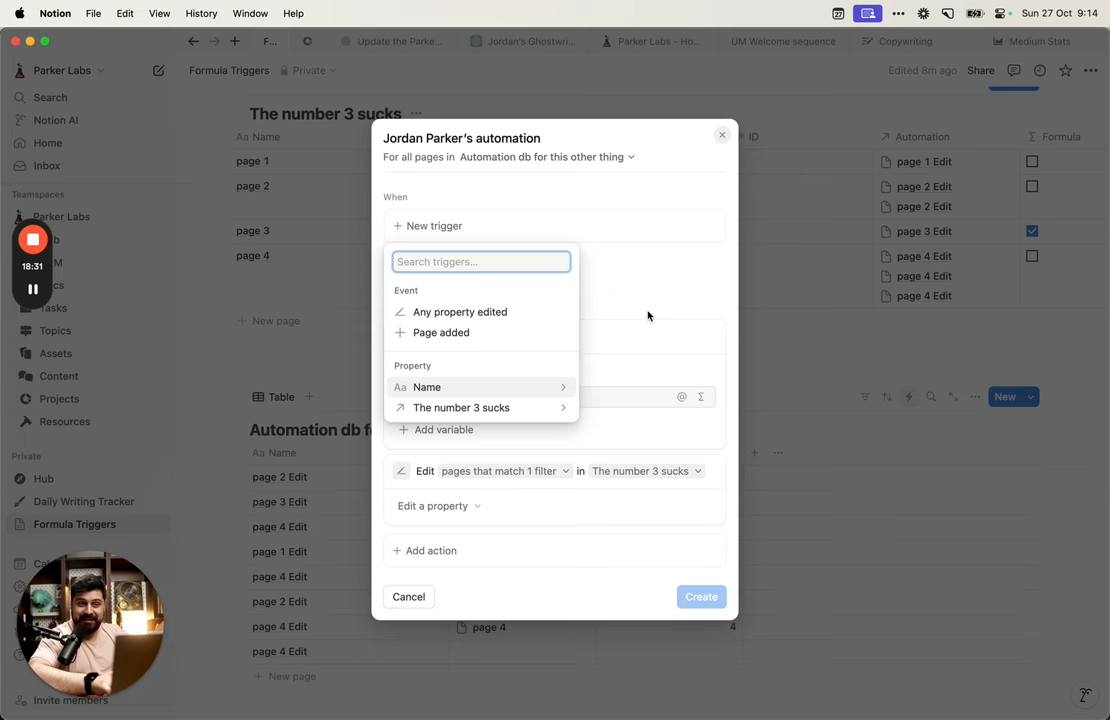 Notion File Edit View History Window Help
27 Sun 27 Oct 9:14
F... Update the Parke... Jordan's Ghostwri... Parker Labs - Ho... UM Welcome sequence Copywriting Medium Stats
Parker Labs
Formula Triggers Private
Edited 8m ago Share
Search
Notion AI
Home
Inbox
Teamspaces
Parker Labs
18:31
Tasks
Topics
Assets
Content
Projects
Resources
Private
Hub
Daily Writing Tracker
Formula Triggers
Invite members
The number 3 sucks ...
Aa Name ID Automation Σ Formula
page 1 page 1 Edit
page 2 page 2 Edit
page 2 Edit
page 3 page 3 Edit
page 4 page 4 Edit
page 4 Edit
page 4 Edit
+ New page
Table + New
Automation db f
Aa Name
page 2 Edit
page 3 Edit
page 4 Edit
page 1 Edit
page 4 Edit
page 2 Edit
page 4 Edit page 4 4
page 4 Edit
+ New page
Jordan Parker's automation
For all pages in Automation db for this other thing
When
+ New trigger
Search triggers...
Event
Any property edited
+ Page added
Property
Aa Name
The number 3 sucks
@ Σ
+ Add variable
Edit pages that match 1 filter in The number 3 sucks
Edit a property
+ Add action
Cancel Create